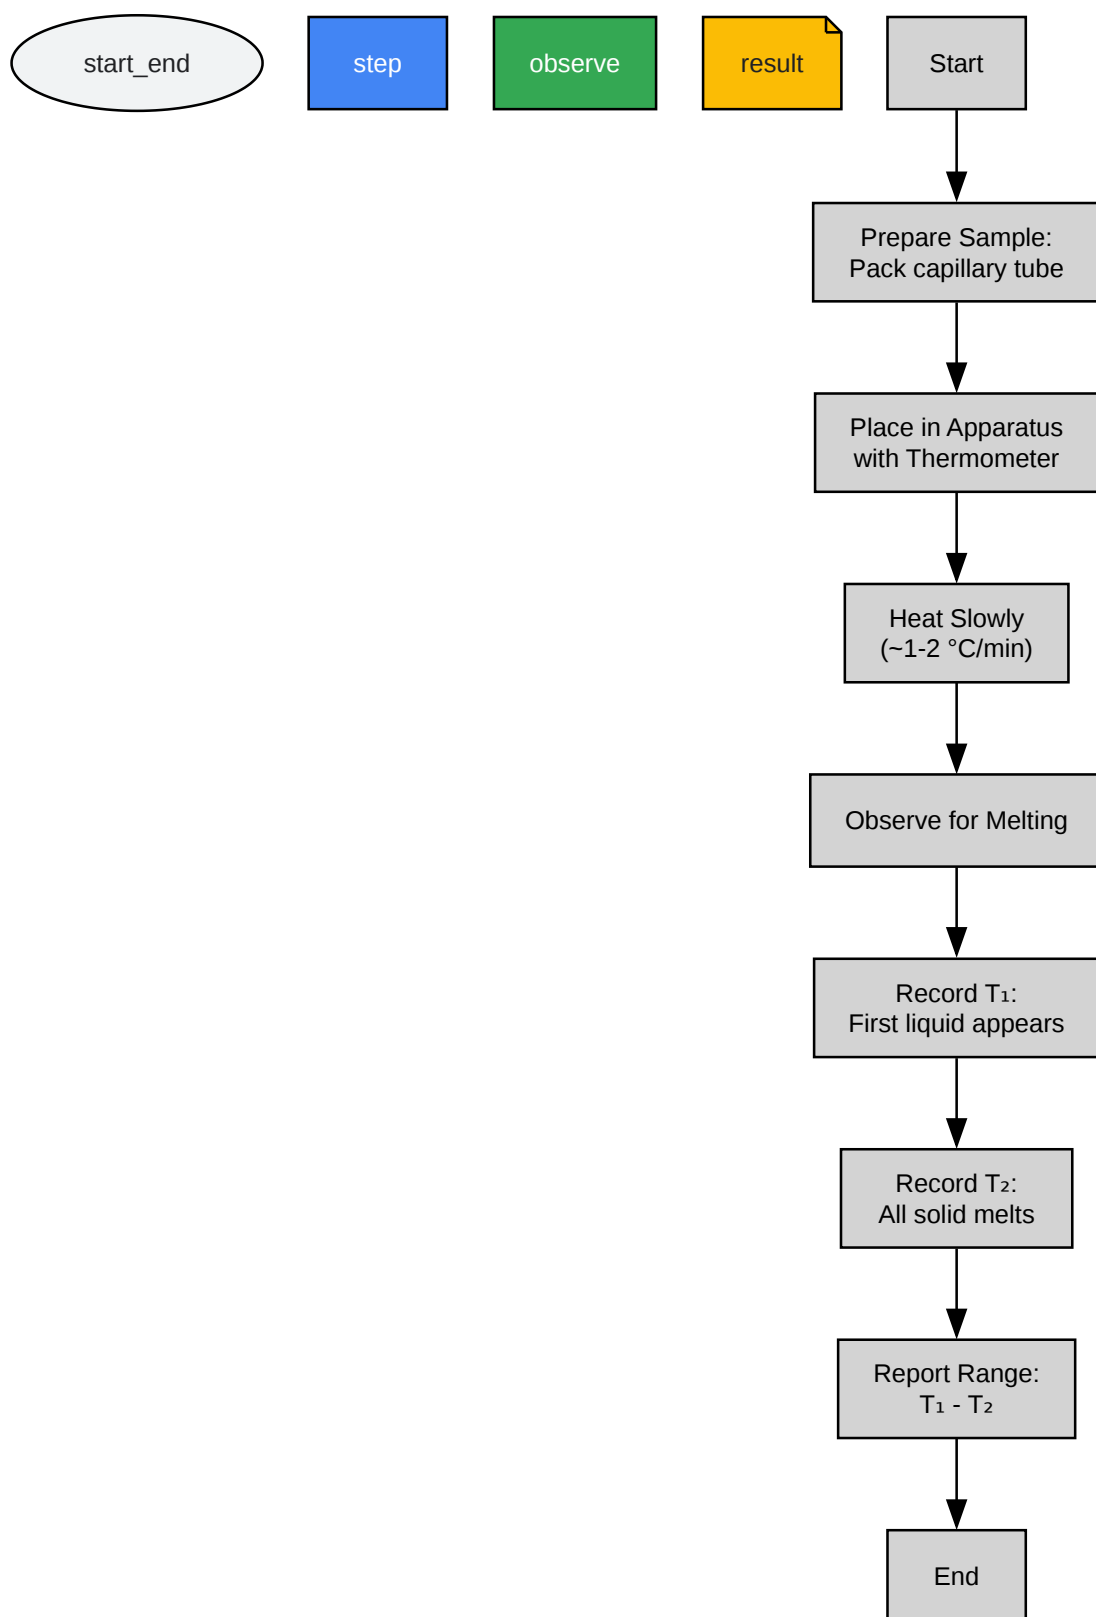 start_end
step
observe
result
Start
Prepare Sample:
Pack capillary tube
Place in Apparatus
with Thermometer
Heat Slowly
(~1-2 °C/min)
Observe for Melting
Record T₁:
First liquid appears
Record T₂:
All solid melts
Report Range:
T₁ - T₂
End